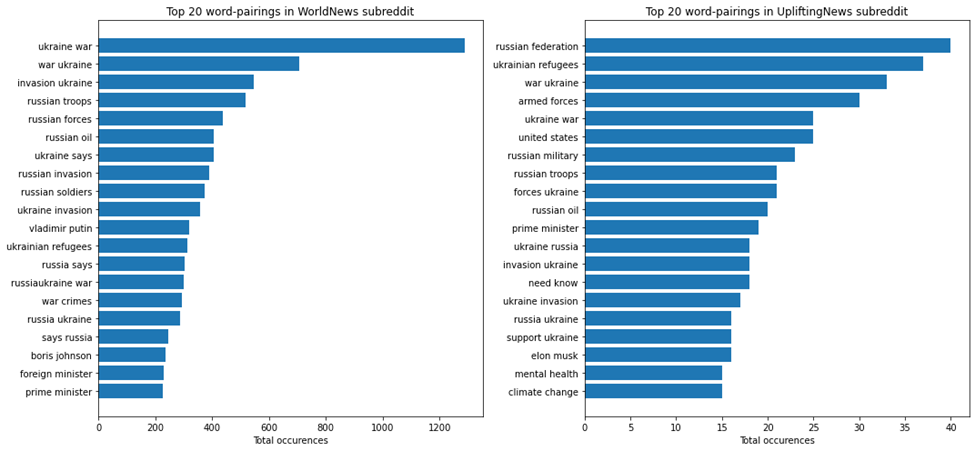 Top 20 word-pairings in WorldNews subreddit
ukraine war
war ukraine
invasion ukraine
russian troops
russian forces
russian oil
ukraine says
russian invasion
russian soldiers
ukraine invasion
vladimir putin
ukrainian refugees
russia says
russiaukraine war
war crimes
russia ukraine
says russia
boris johnson
foreign minister
prime minister
0 200 400 600 800 1000 1200
Total occurences
Top 20 word-pairings in UpliftingNews subreddit
russian federation
ukrainian refugees
war ukraine
armed forces
ukraine war
united states
russian military
russian troops
forces ukraine
russian oil
prime minister
ukraine russia
invasion ukraine
need know
ukraine invasion
russia ukraine
support ukraine
elon musk
mental health
climate change
0 5 10 15 20 25 30 35 40
Total occurences